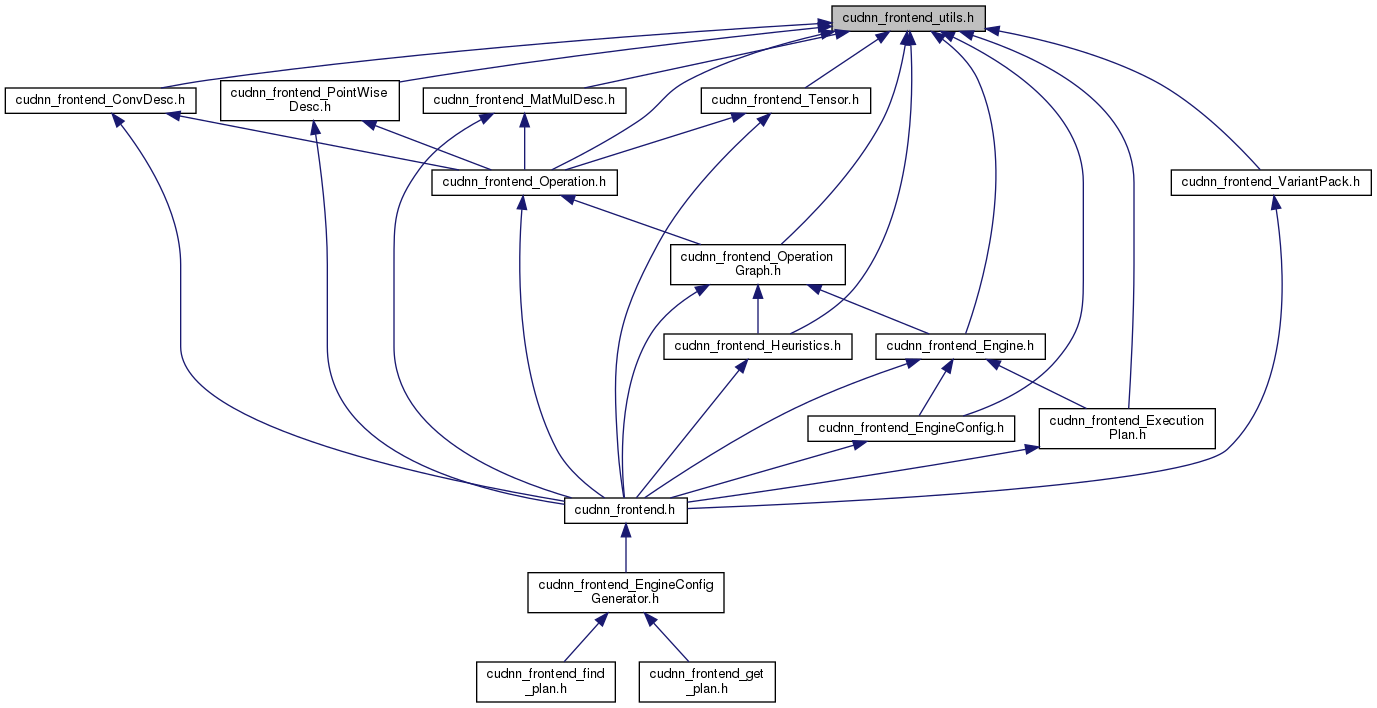 cudnn_frontend_utils.h
cudnn_frontend_ConvDesc.h
cudnn_frontend_PointWise
Desc.h
cudnn_frontend_MatMulDesc.h
cudnn_frontend_Tensor.h
cudnn_frontend_Operation.h
cudnn_frontend_VariantPack.h
cudnn_frontend_Operation
Graph.h
cudnn_frontend_Heuristics.h
cudnn_frontend_Engine.h
cudnn_frontend_EngineConfig.h
cudnn_frontend_Execution
Plan.h
cudnn_frontend.h
cudnn_frontend_EngineConfig
Generator.h
cudnn_frontend_find
_plan.h
cudnn_frontend_get
_plan.h